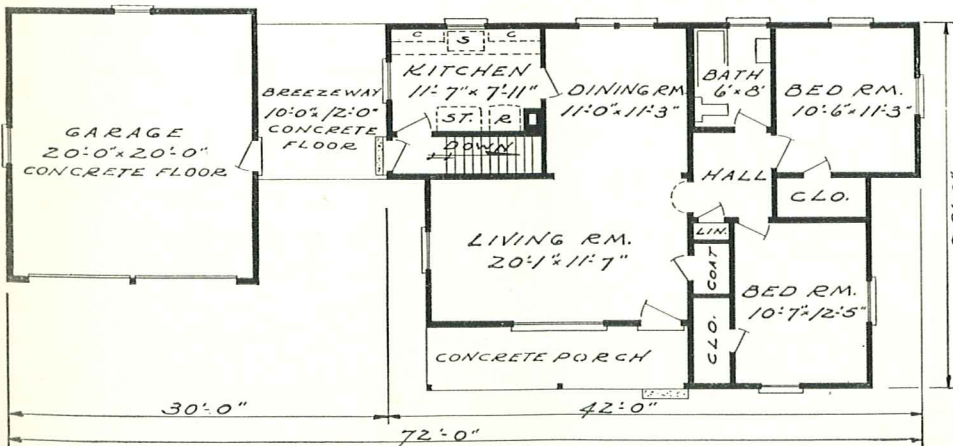 GARAGE
20'-0" x 20'-0"
CONCRETE FLOOR
BREEZEWAY
10'-0" x 12'-0"
CONCRETE
FLOOR
C S C
KITCHEN
11'-7" x 7'-11"
ST. R.
DOWN
DINING RM.
11'-0" x 11'-3"
BATH
6' x 8'
BED RM.
10'-6" x 11'-3"
HALL
CLO.
LIN.
COAT
CLO.
LIVING RM.
20'-1" x 11'-7"
BED RM.
10'-7" x 12'-5"
CONCRETE PORCH
30'-0"
42'-0"
72'-0"